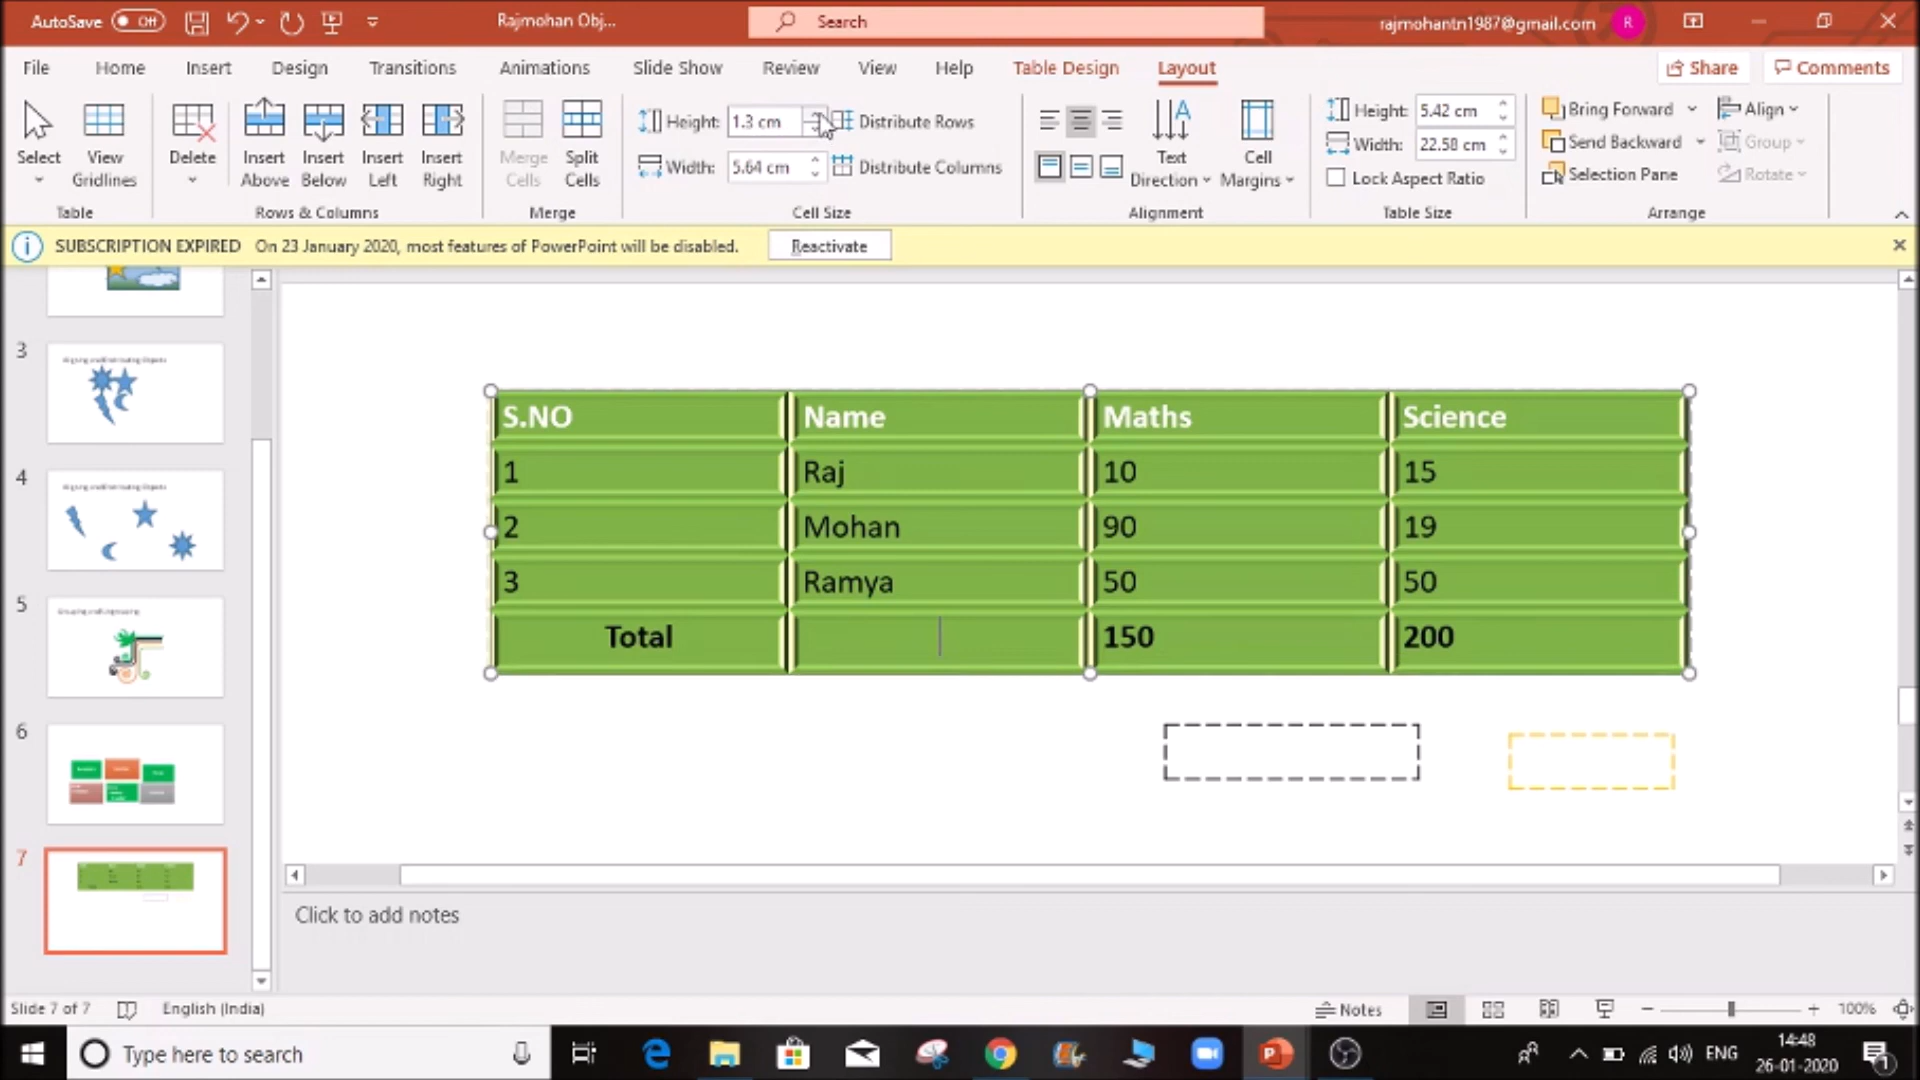 AutoSave Off Rajmohan Obj... Search rajmohantn1987@gmail.com R
File Home Insert Design Transitions Animations Slide Show Review View Help Table Design Layout Share Comments
Select
View Gridlines
Table
Delete
Insert Above
Insert Below
Insert Left
Insert Right
Rows & Columns
Merge Cells
Split Cells
Merge
Height: 1.3 cm Distribute Rows
Width: 5.64 cm Distribute Columns
Cell Size
Text Direction
Cell Margins
Alignment
Height: 5.42 cm
Width: 22.58 cm
Lock Aspect Ratio
Table Size
Bring Forward Align
Send Backward Group
Selection Pane Rotate
Arrange
SUBSCRIPTION EXPIRED On 23 January 2020, most features of PowerPoint will be disabled. Reactivate
3
4
5
6
7
S.NO Name Maths Science
1 Raj 10 15
2 Mohan 90 19
3 Ramya 50 50
Total 150 200
Click to add notes
Slide 7 of 7 English (India) Notes 100%
Type here to search ENG 14:48
26-01-2020